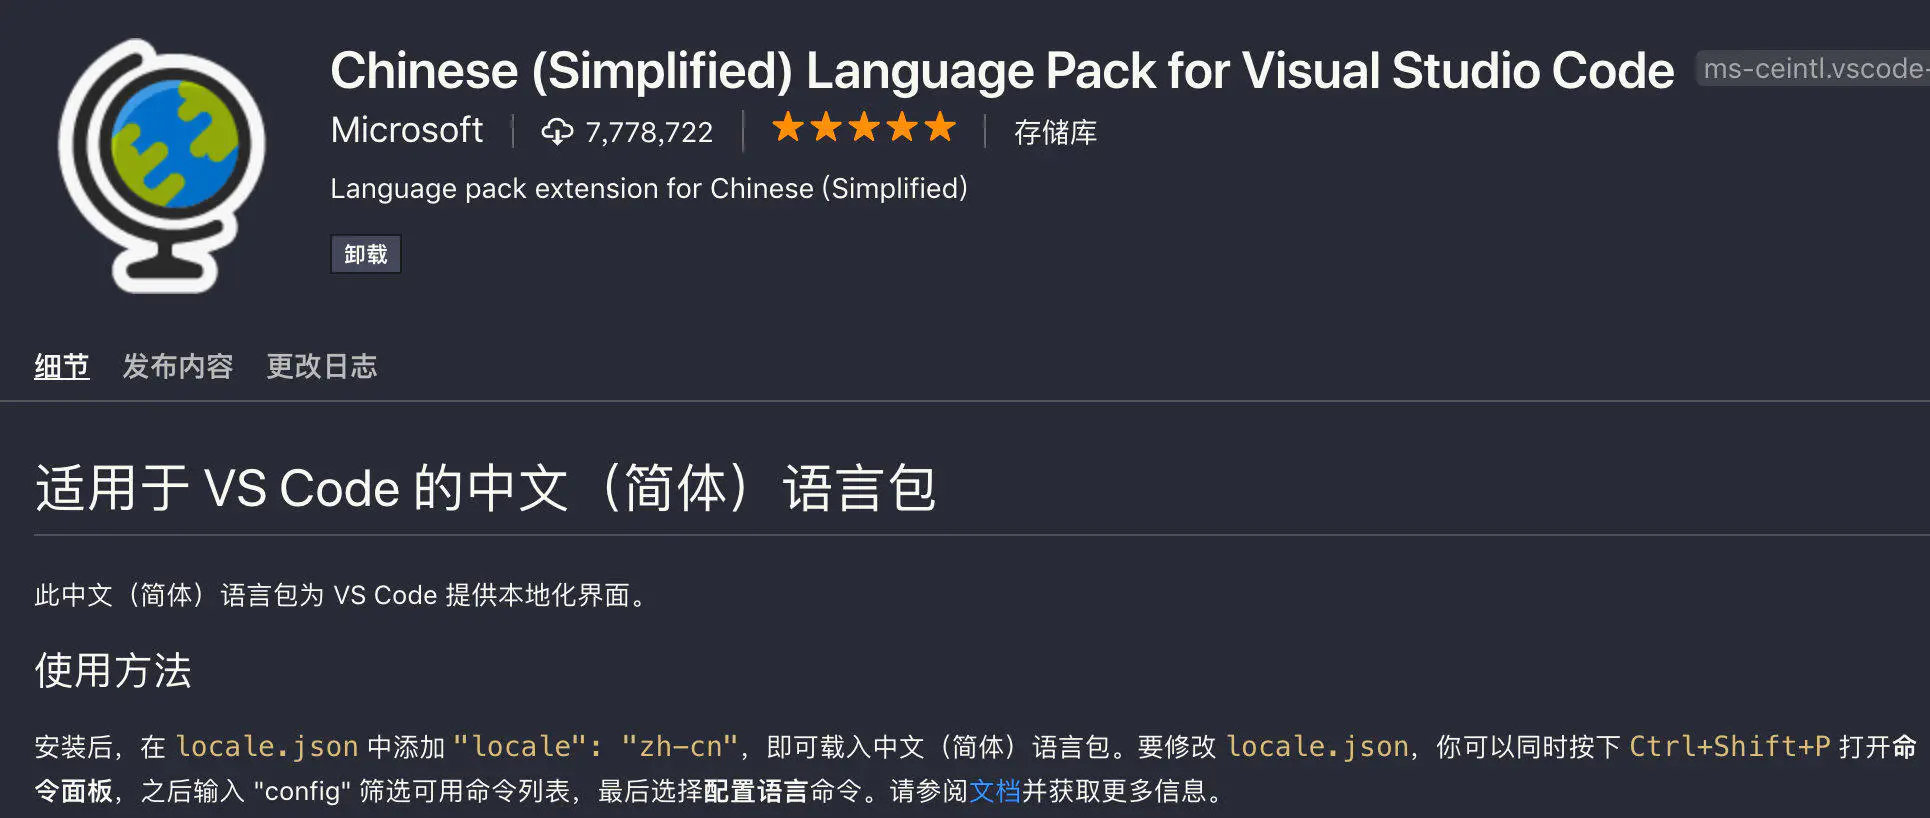 Chinese (Simplified) Language Pack for Visual Studio Code ms-ceintl.vscode-
Microsoft 7,778,722 存储库
Language pack extension for Chinese (Simplified)
卸载
细节 发布内容 更改日志
适用于 VS Code 的中文（简体）语言包
此中文（简体）语言包为 VS Code 提供本地化界面。
使用方法
安装后，在 locale.json 中添加 "locale": "zh-cn"，即可载入中文（简体）语言包。要修改 locale.json，你可以同时按下 Ctrl+Shift+P 打开命
令面板，之后输入 "config" 筛选可用命令列表，最后选择配置语言命令。请参阅文档并获取更多信息。